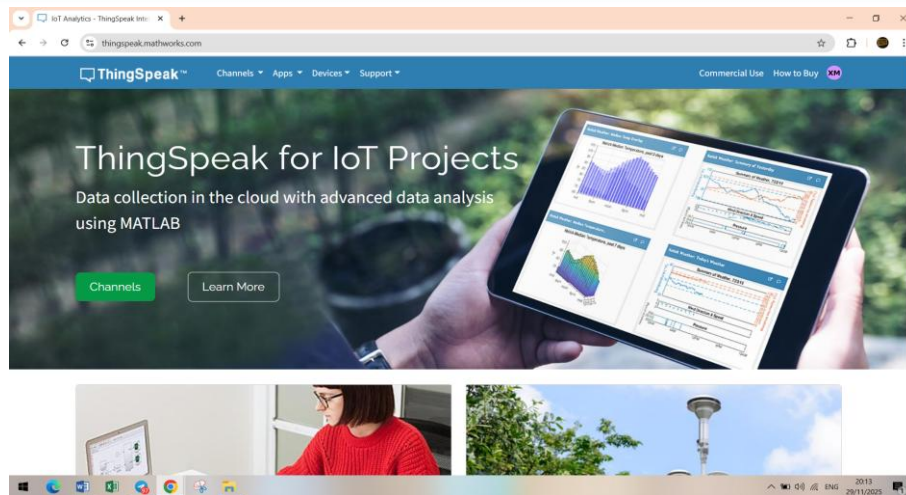 IoT Analytics - ThingSpeak Inte
thingspeak.mathworks.com
ThingSpeak™ Channels Apps Devices Support Commercial Use How to Buy XM
ThingSpeak for IoT Projects
Data collection in the cloud with advanced data analysis
using MATLAB
Channels Learn More
ENG 20:13
29/11/2025